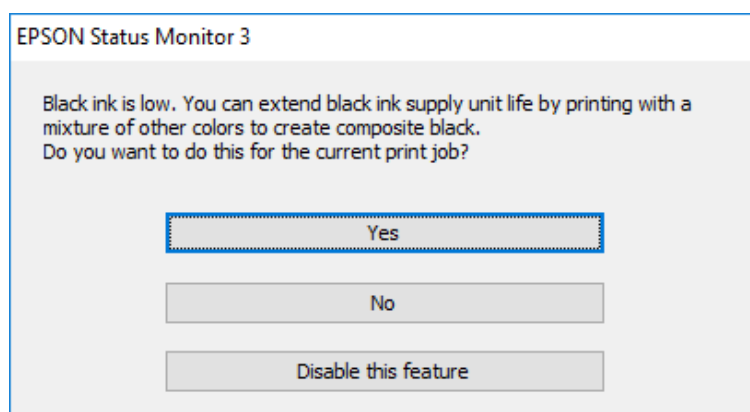 EPSON Status Monitor 3
Black ink is low. You can extend black ink supply unit life by printing with a
mixture of other colors to create composite black.
Do you want to do this for the current print job?
Yes
No
Disable this feature